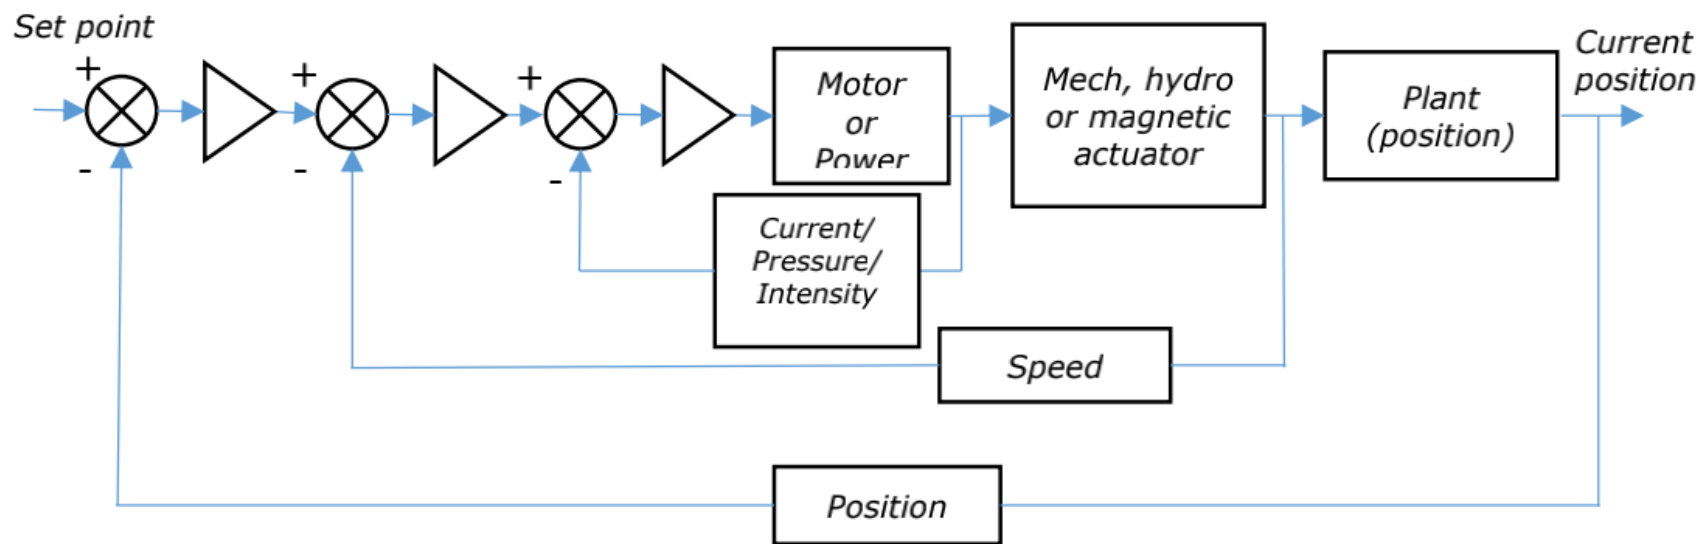 Set point
+
-
+
-
+
-
Motor
or
Power
Mech, hydro
or magnetic
actuator
Plant
(position)
Current
position
Current/
Pressure/
Intensity
Speed
Position